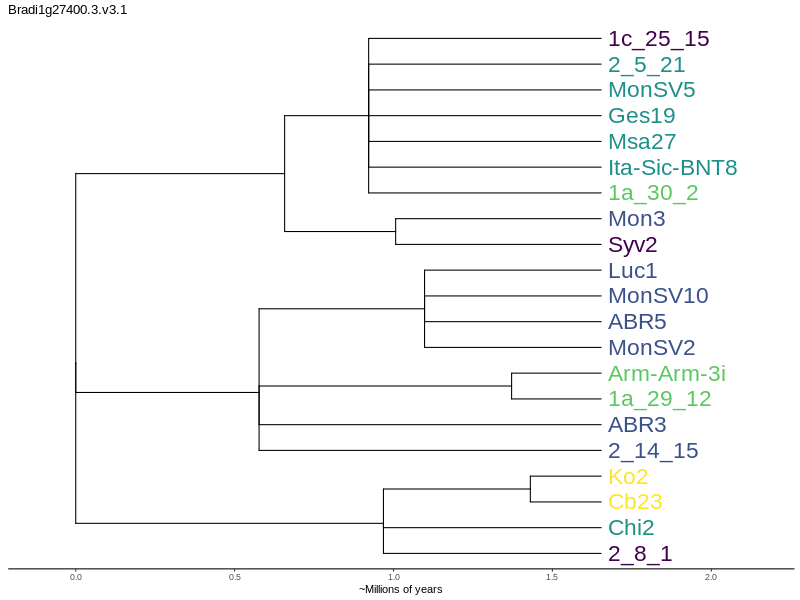 Bradi1g27400.3.v3.1
1c_25_15
2_5_21
MonSV5
Ges19
Msa27
Ita-Sic-BNT8
1a_30_2
Mon3
Syv2
Luc1
MonSV10
ABR5
MonSV2
Arm-Arm-3i
1a_29_12
ABR3
2_14_15
Ko2
Cb23
Chi2
2_8_1
0.0 0.5 1.0 1.5 2.0
~Millions of years